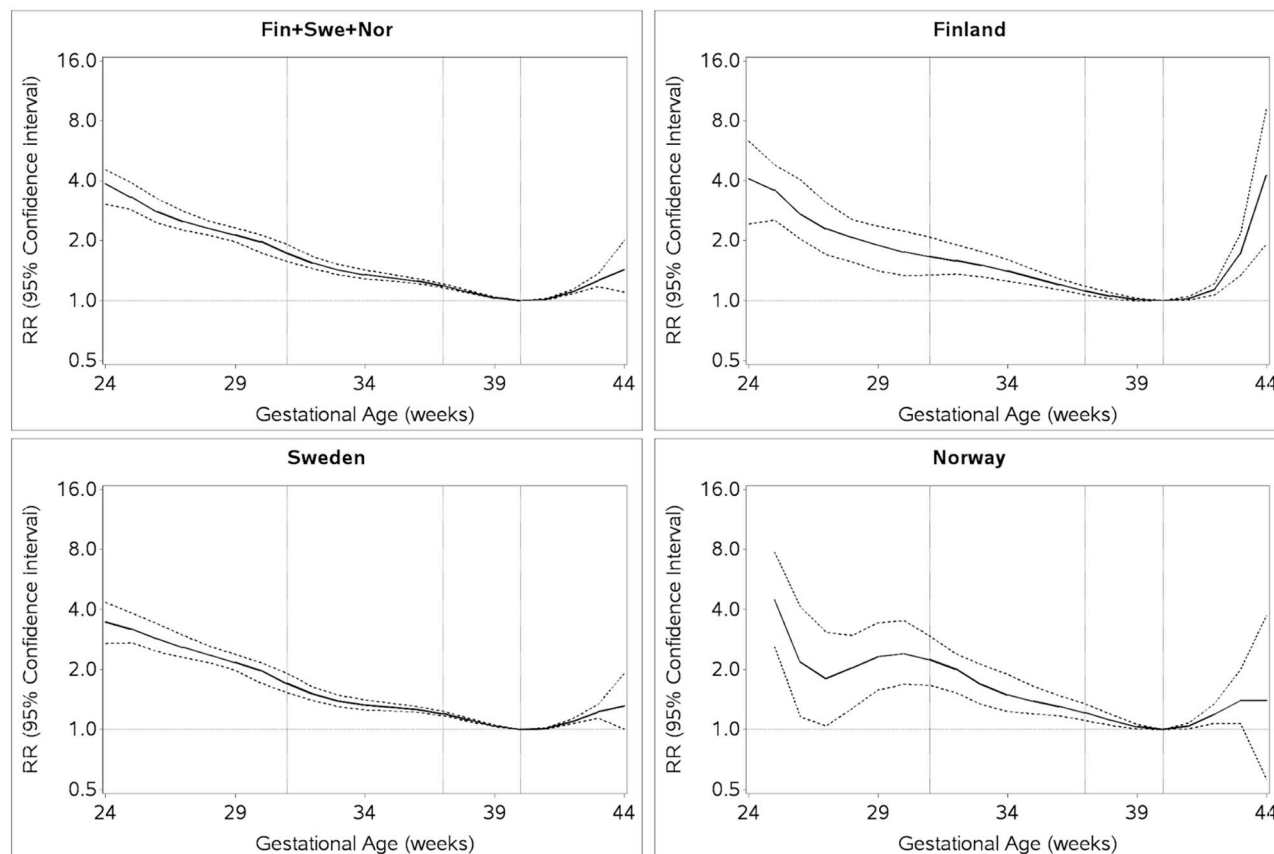 Fin+Swe+Nor
RR (95% Confidence Interval)
16.0
8.0
4.0
2.0
1.0
0.5
24 29 34 39 44
Gestational Age (weeks)
Finland
RR (95% Confidence Interval)
16.0
8.0
4.0
2.0
1.0
0.5
24 29 34 39 44
Gestational Age (weeks)
Sweden
RR (95% Confidence Interval)
16.0
8.0
4.0
2.0
1.0
0.5
24 29 34 39 44
Gestational Age (weeks)
Norway
RR (95% Confidence Interval)
16.0
8.0
4.0
2.0
1.0
0.5
24 29 34 39 44
Gestational Age (weeks)